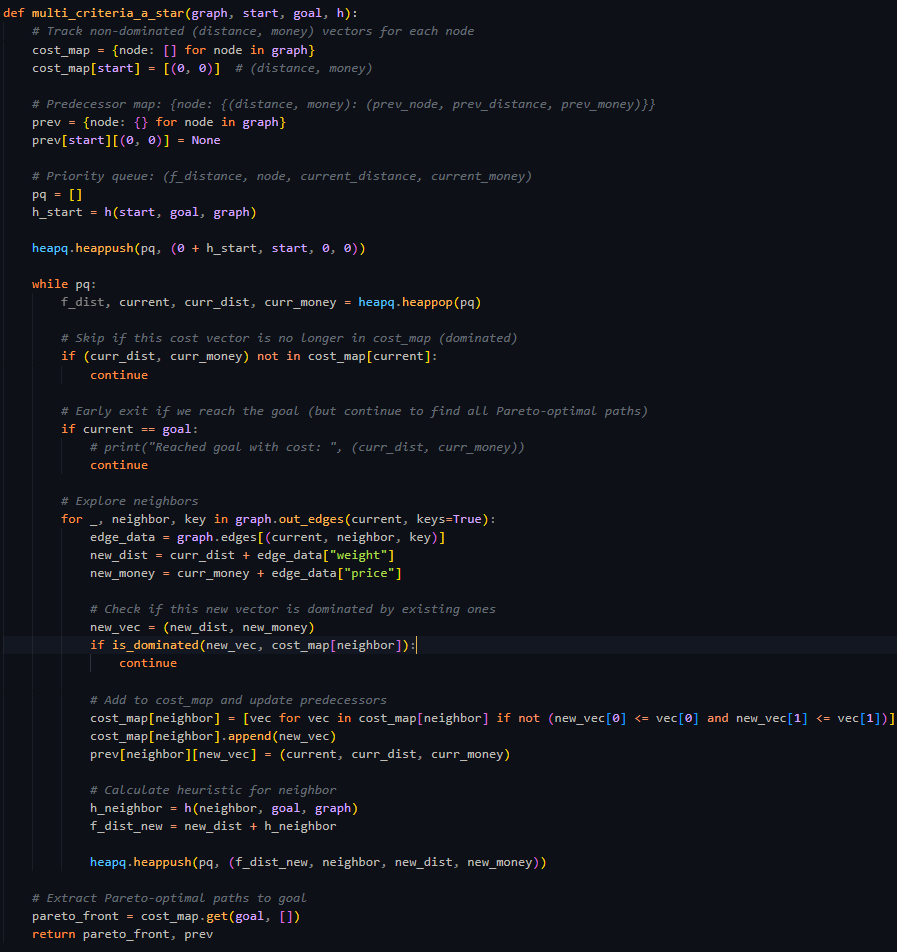 def multi_criteria_a_star(graph, start, goal, h):
    # Track non-dominated (distance, money) vectors for each node
    cost_map = {node: [] for node in graph}
    cost_map[start] = [(0, 0)]  # (distance, money)

    # Predecessor map: {node: {(distance, money): (prev_node, prev_distance, prev_money)}}
    prev = {node: {} for node in graph}
    prev[start][(0, 0)] = None

    # Priority queue: (f_distance, node, current_distance, current_money)
    pq = []
    h_start = h(start, goal, graph)

    heapq.heappush(pq, (0 + h_start, start, 0, 0))

    while pq:
        f_dist, current, curr_dist, curr_money = heapq.heappop(pq)

        # Skip if this cost vector is no longer in cost_map (dominated)
        if (curr_dist, curr_money) not in cost_map[current]:
            continue

        # Early exit if we reach the goal (but continue to find all Pareto-optimal paths)
        if current == goal:
            # print("Reached goal with cost: ", (curr_dist, curr_money))
            continue

        # Explore neighbors
        for _, neighbor, key in graph.out_edges(current, keys=True):
            edge_data = graph.edges[(current, neighbor, key)]
            new_dist = curr_dist + edge_data["weight"]
            new_money = curr_money + edge_data["price"]

            # Check if this new vector is dominated by existing ones
            new_vec = (new_dist, new_money)
            if is_dominated(new_vec, cost_map[neighbor]):
                continue

            # Add to cost_map and update predecessors
            cost_map[neighbor] = [vec for vec in cost_map[neighbor] if not (new_vec[0] <= vec[0] and new_vec[1] <= vec[1])]
            cost_map[neighbor].append(new_vec)
            prev[neighbor][new_vec] = (current, curr_dist, curr_money)

            # Calculate heuristic for neighbor
            h_neighbor = h(neighbor, goal, graph)
            f_dist_new = new_dist + h_neighbor

            heapq.heappush(pq, (f_dist_new, neighbor, new_dist, new_money))

    # Extract Pareto-optimal paths to goal
    pareto_front = cost_map.get(goal, [])
    return pareto_front, prev